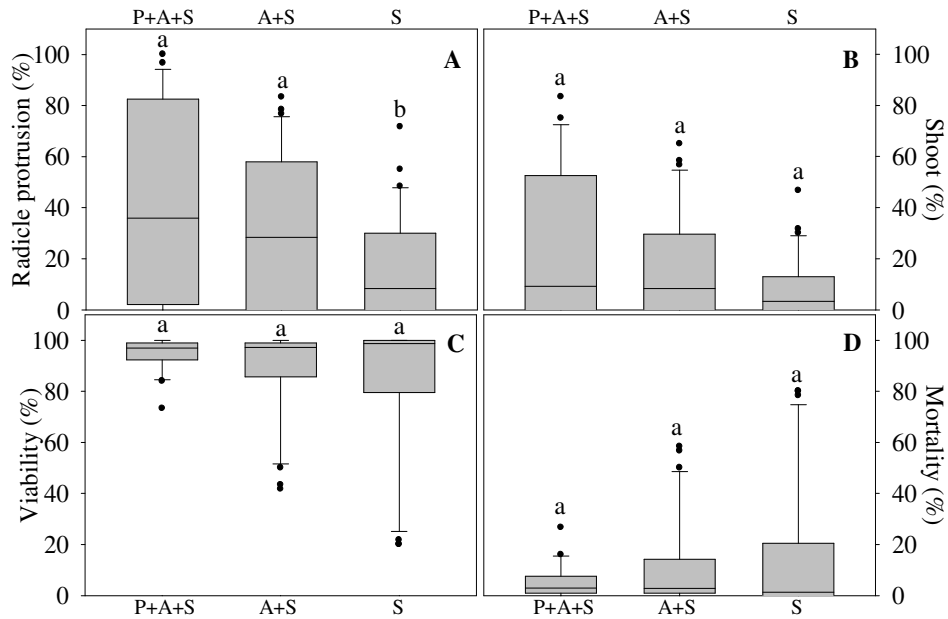 P+A+S A+S S P+A+S A+S S
a a b
A
Radicle protrusion (%)
100
80
60
40
20
0
a a a
B
Shoot (%)
100
80
60
40
20
0
a a a
C
Viability (%)
100
80
60
40
20
0
a a a
D
Mortality (%)
100
80
60
40
20
0
P+A+S A+S S P+A+S A+S S